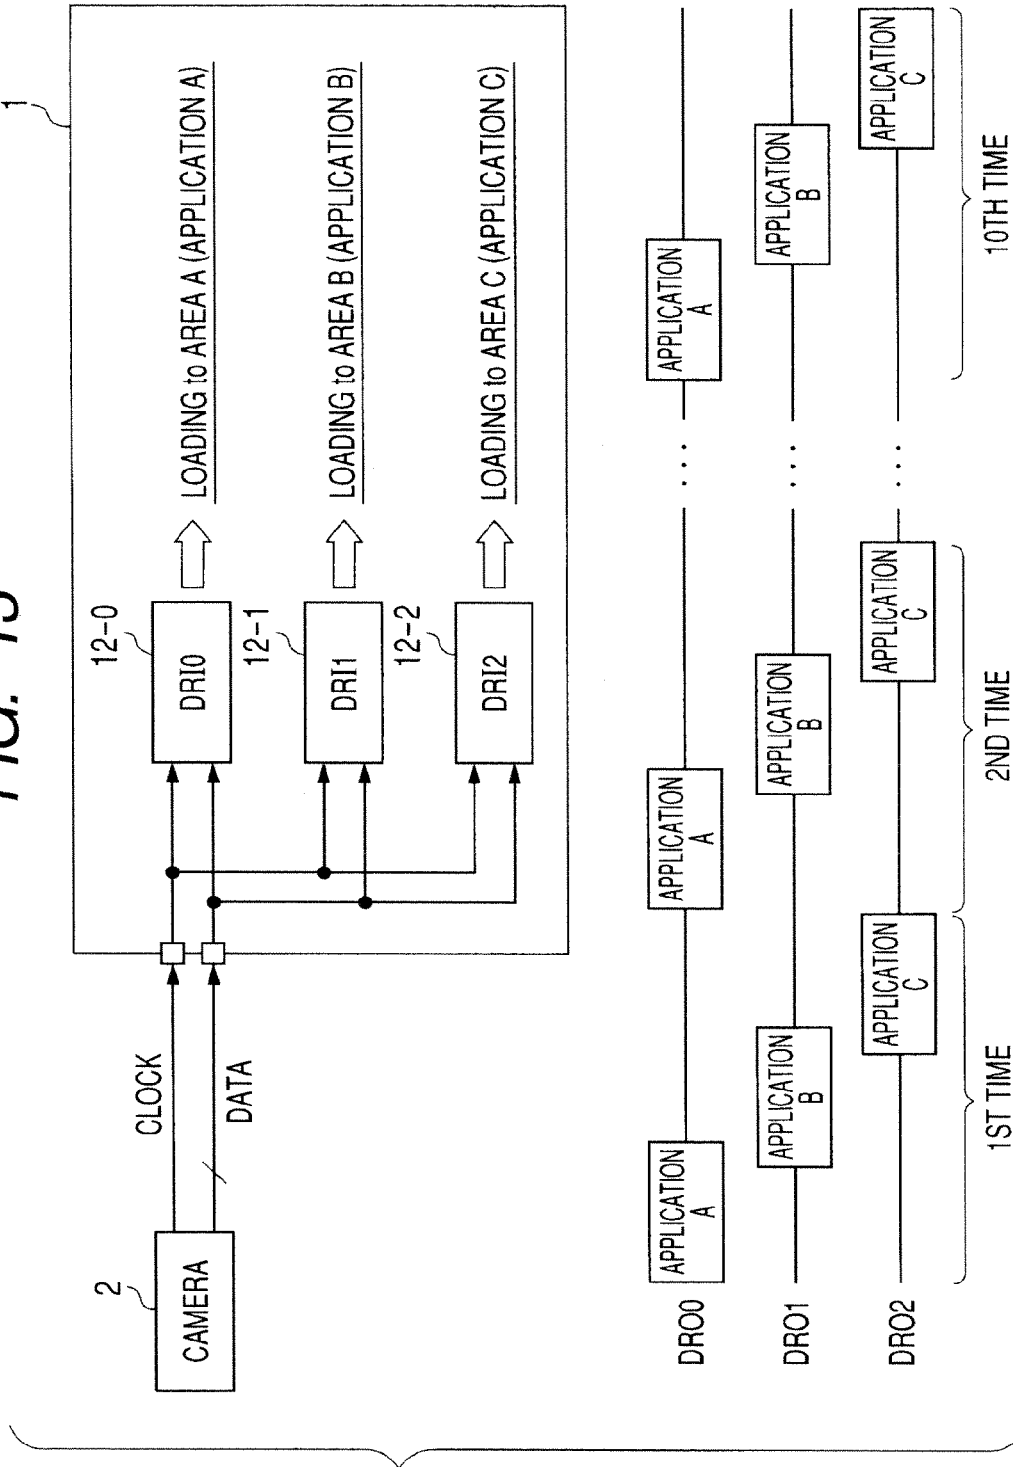 1
CLOCK
DATA
2
CAMERA
12-0
DRI0
LOADING to AREA A (APPLICATION A)
12-1
DRI1
LOADING to AREA B (APPLICATION B)
12-2
DRI2
LOADING to AREA C (APPLICATION C)
DRO0
APPLICATION
A
APPLICATION
A
...
APPLICATION
A
DRO1
APPLICATION
B
APPLICATION
B
...
APPLICATION
B
DRO2
APPLICATION
C
APPLICATION
C
...
APPLICATION
C
1ST TIME
2ND TIME
10TH TIME